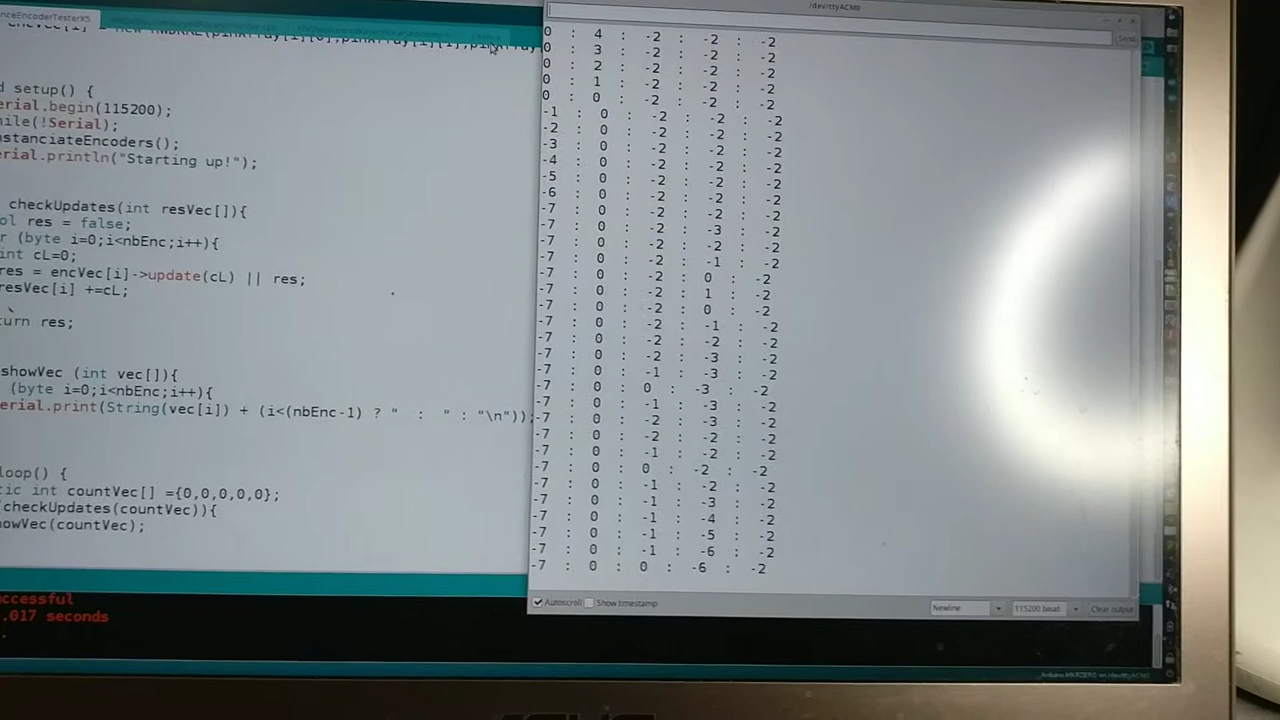 anceEncoderTesterX5
d setup() {
erial.begin(115200);
hile(!Serial);
nstanciateEncoders();
erial.println("Starting up!");
checkUpdates(int resVec[]){
ol res = false;
r (byte i=0;i<nbEnc;i++){
int cL=0;
res = encVec[i]->update(cL) || res;
resVec[i] +=cL;
turn res;
showVec (int vec[]){
(byte i=0;i<nbEnc;i++){
erial.print(String(vec[i]) + (i<(nbEnc-1) ? "  :  " : "\n"));
loop() {
tic int countVec[] ={0,0,0,0,0};
(checkUpdates(countVec)){
howVec(countVec);
ccessful
.017 seconds
/dev/ttyACM0
Send
0 : 4 : -2 : -2 : -2
0 : 3 : -2 : -2 : -2
0 : 2 : -2 : -2 : -2
0 : 1 : -2 : -2 : -2
0 : 0 : -2 : -2 : -2
-1 : 0 : -2 : -2 : -2
-2 : 0 : -2 : -2 : -2
-3 : 0 : -2 : -2 : -2
-4 : 0 : -2 : -2 : -2
-5 : 0 : -2 : -2 : -2
-6 : 0 : -2 : -2 : -2
-7 : 0 : -2 : -2 : -2
-7 : 0 : -2 : -3 : -2
-7 : 0 : -2 : -2 : -2
-7 : 0 : -2 : -1 : -2
-7 : 0 : -2 : 0 : -2
-7 : 0 : -2 : 1 : -2
-7 : 0 : -2 : 0 : -2
-7 : 0 : -2 : -1 : -2
-7 : 0 : -2 : -2 : -2
-7 : 0 : -2 : -3 : -2
-7 : 0 : -1 : -3 : -2
-7 : 0 : 0 : -3 : -2
-7 : 0 : -1 : -3 : -2
-7 : 0 : -2 : -3 : -2
-7 : 0 : -2 : -2 : -2
-7 : 0 : -1 : -2 : -2
-7 : 0 : 0 : -2 : -2
-7 : 0 : -1 : -2 : -2
-7 : 0 : -1 : -3 : -2
-7 : 0 : -1 : -4 : -2
-7 : 0 : -1 : -5 : -2
-7 : 0 : -1 : -6 : -2
-7 : 0 : 0 : -6 : -2
Autoscroll Show timestamp Newline 115200 baud Clear output
Arduino MKRZERO on /dev/ttyACM0